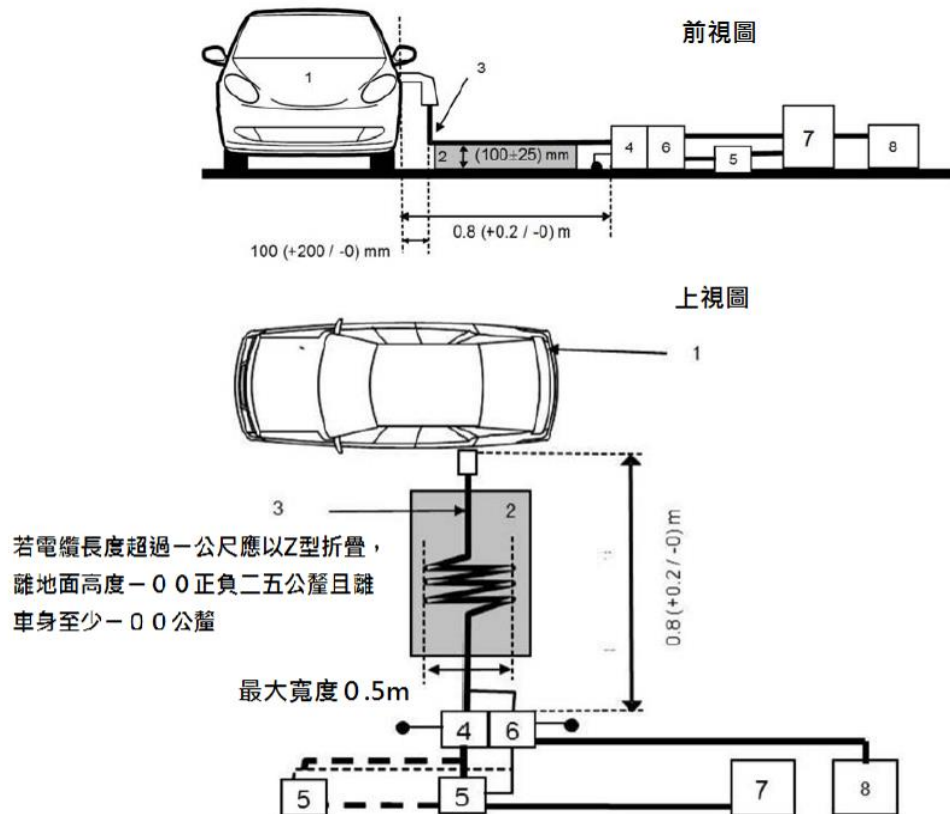 前視圖
1
3
2
(100±25) mm
4
6
5
7
8
0.8 (+0.2 / -0) m
100 (+200 / -0) mm
上視圖
1
3
2
若電纜長度超過一公尺應以Z型折疊，
離地面高度一００正負二五公釐且離
車身至少一００公釐
0.8 (+0.2 / -0) m
最大寬度０.5m
4
6
5
5
7
8